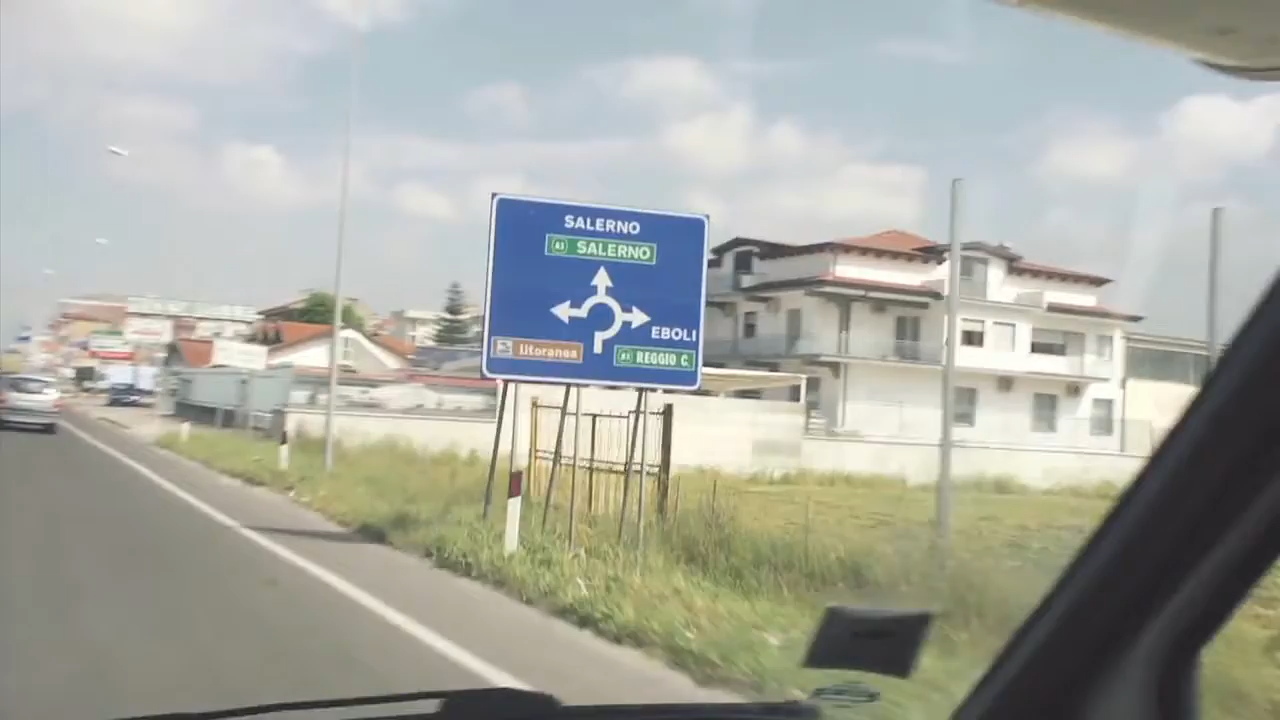 SALERNO
A3 SALERNO
EBOLI
Litoranea
A3 REGGIO C.